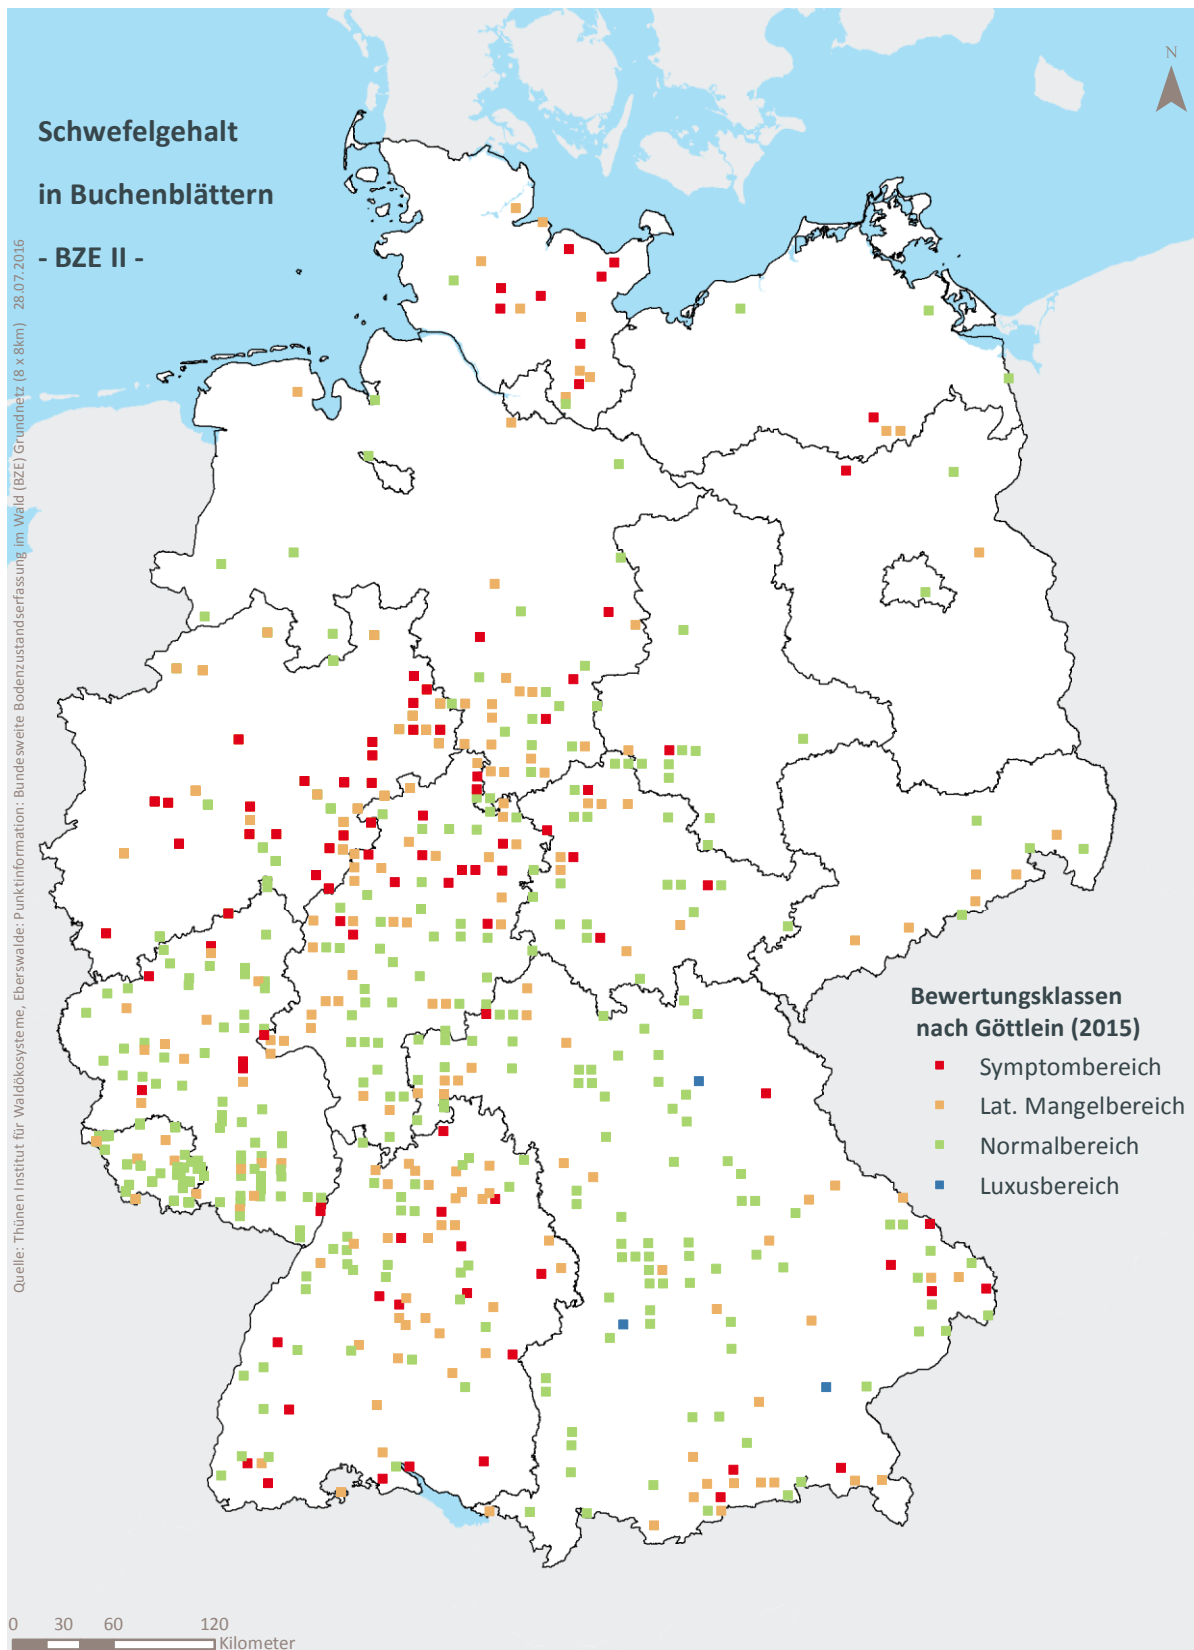 Schwefelgehalt
in Buchenblättern
- BZE II -
N
Quelle: Thünen Institut für Waldökosysteme, Eberswalde: Punktinformation: Bundesweite Bodenzustandserfassung im Wald (BZE) Grundnetz (8 x 8km) 28.07.2016
Bewertungsklassen
nach Göttlein (2015)
Symptombereich
Lat. Mangelbereich
Normalbereich
Luxusbereich
0 30 60 120
Kilometer